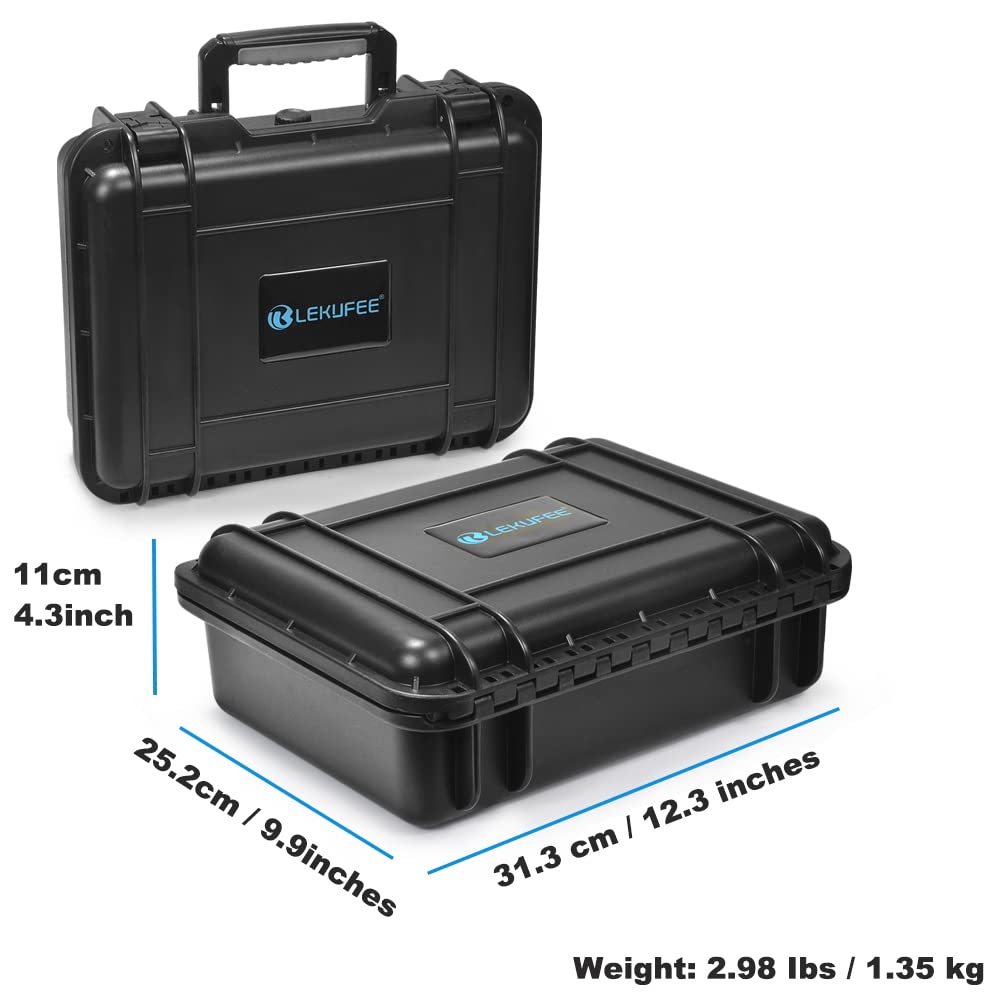 LEKUFEE®
LEKUFEE®
11cm
4.3inch
25.2cm / 9.9inches
31.3 cm / 12.3 inches
Weight: 2.98 lbs / 1.35 kg